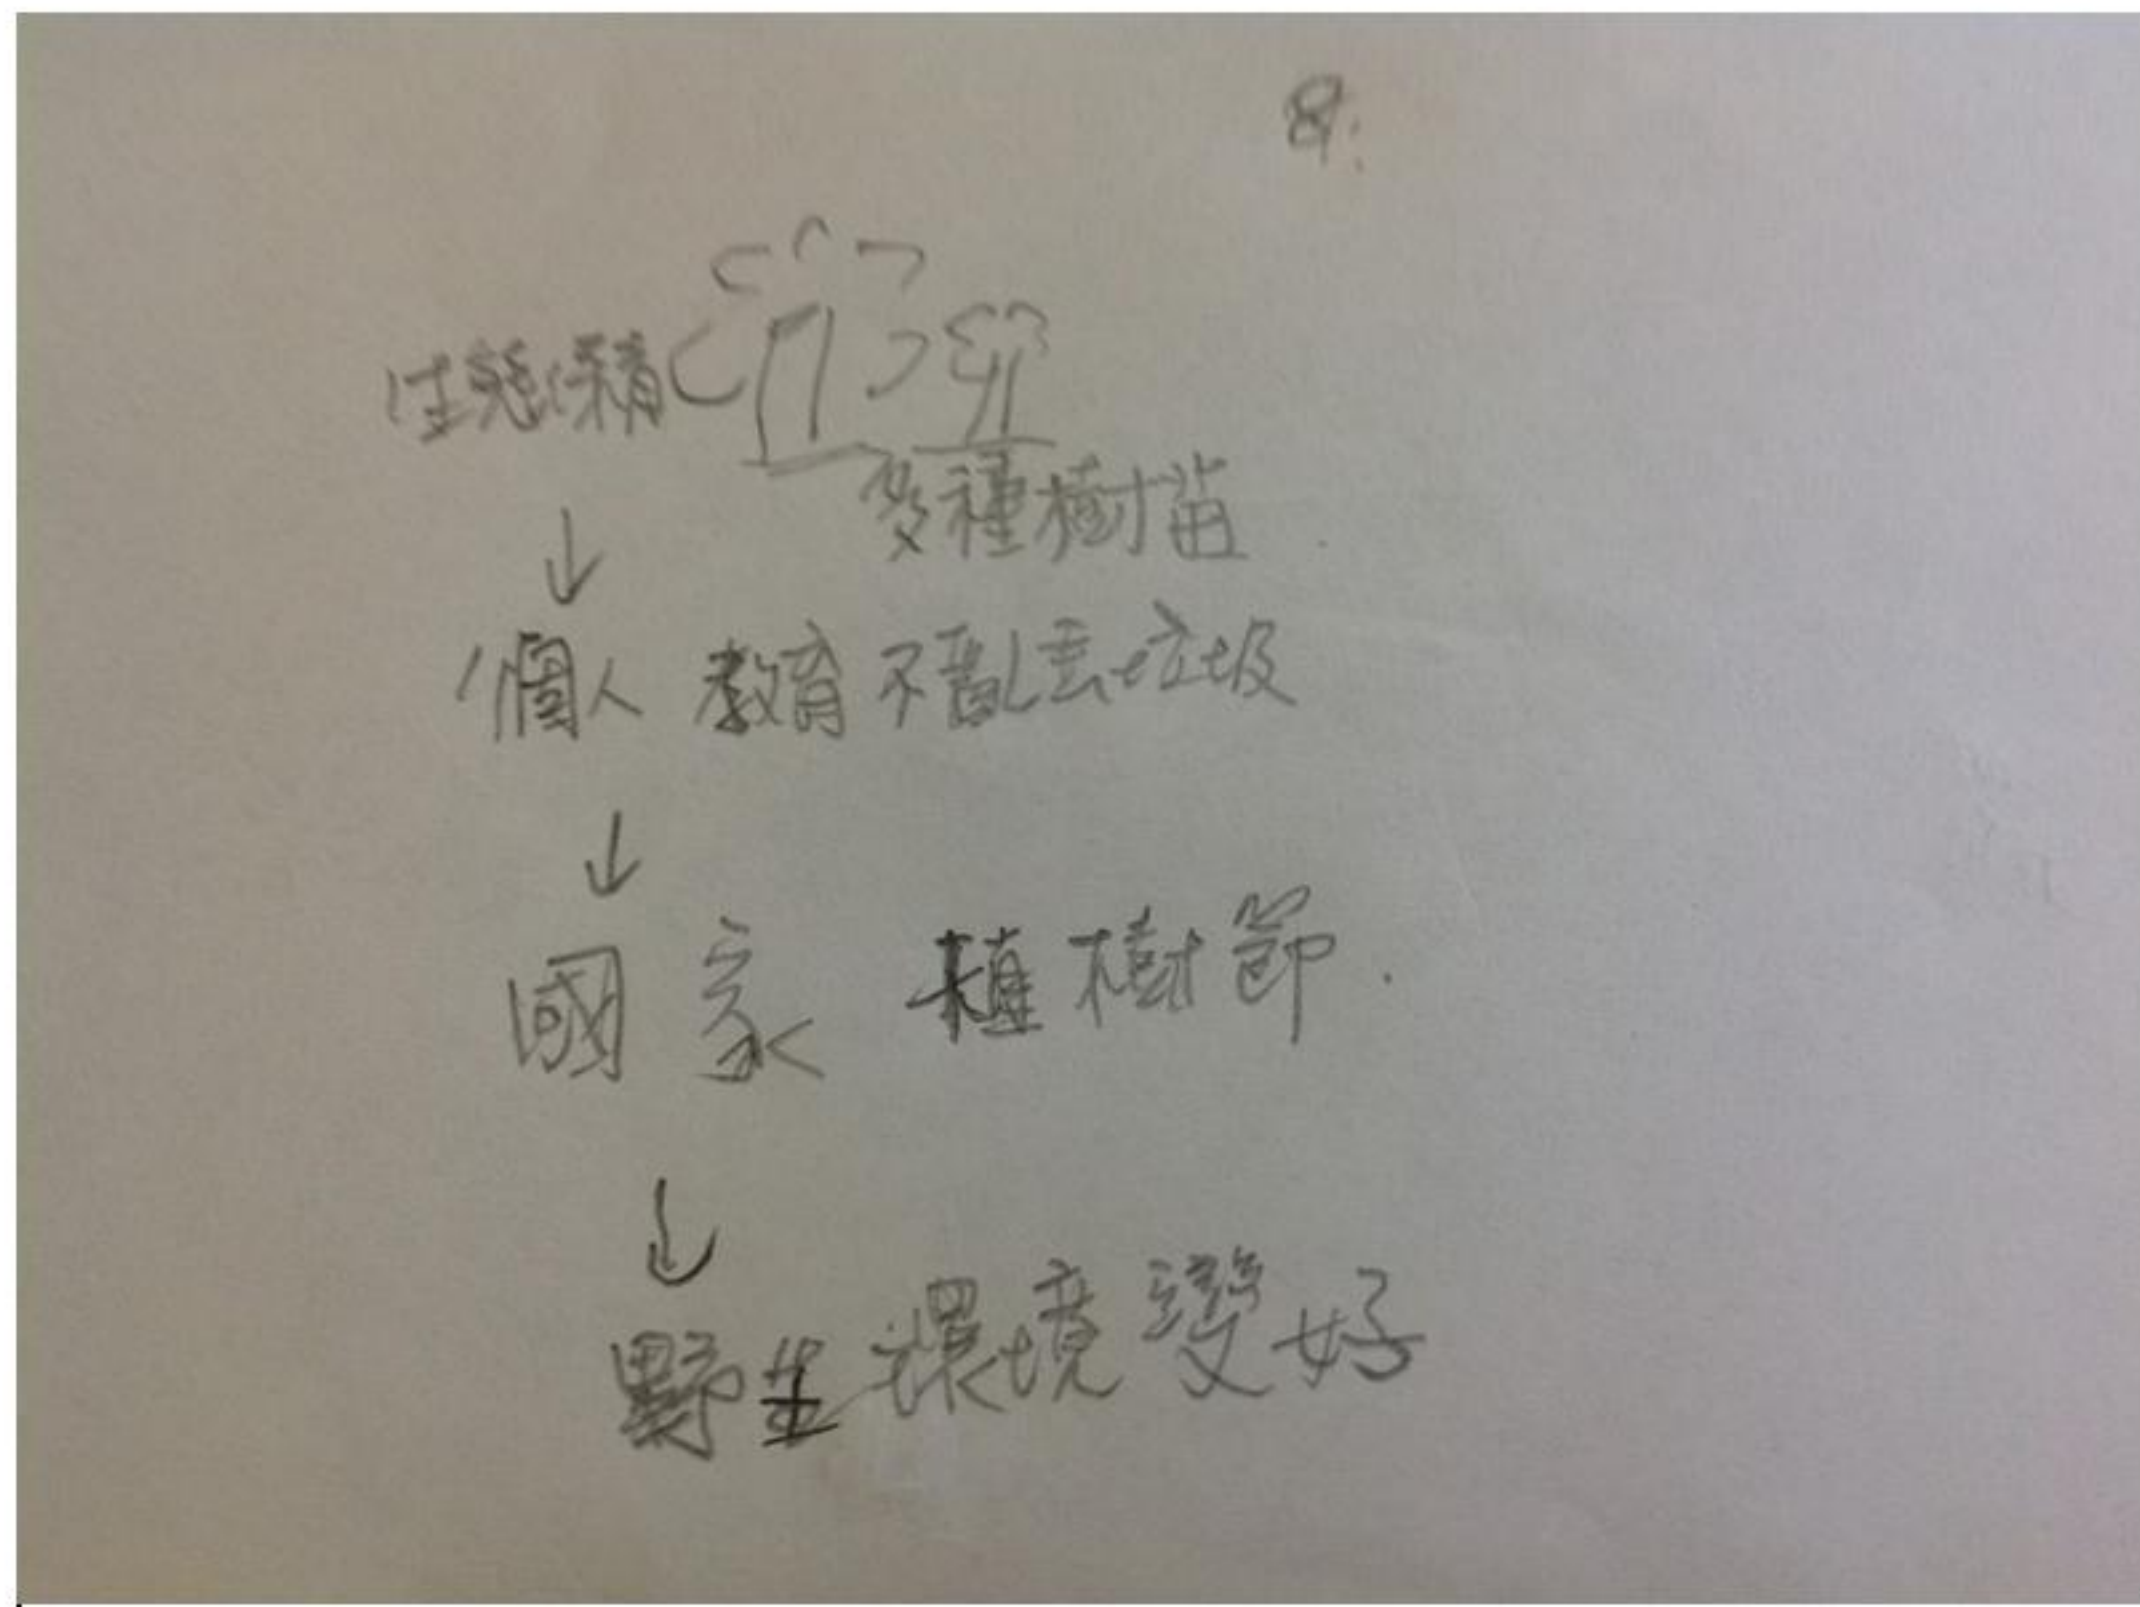 8.
生態保育
多種樹苗
個人 教育不亂丟垃圾
國家 植樹節.
野生環境變好